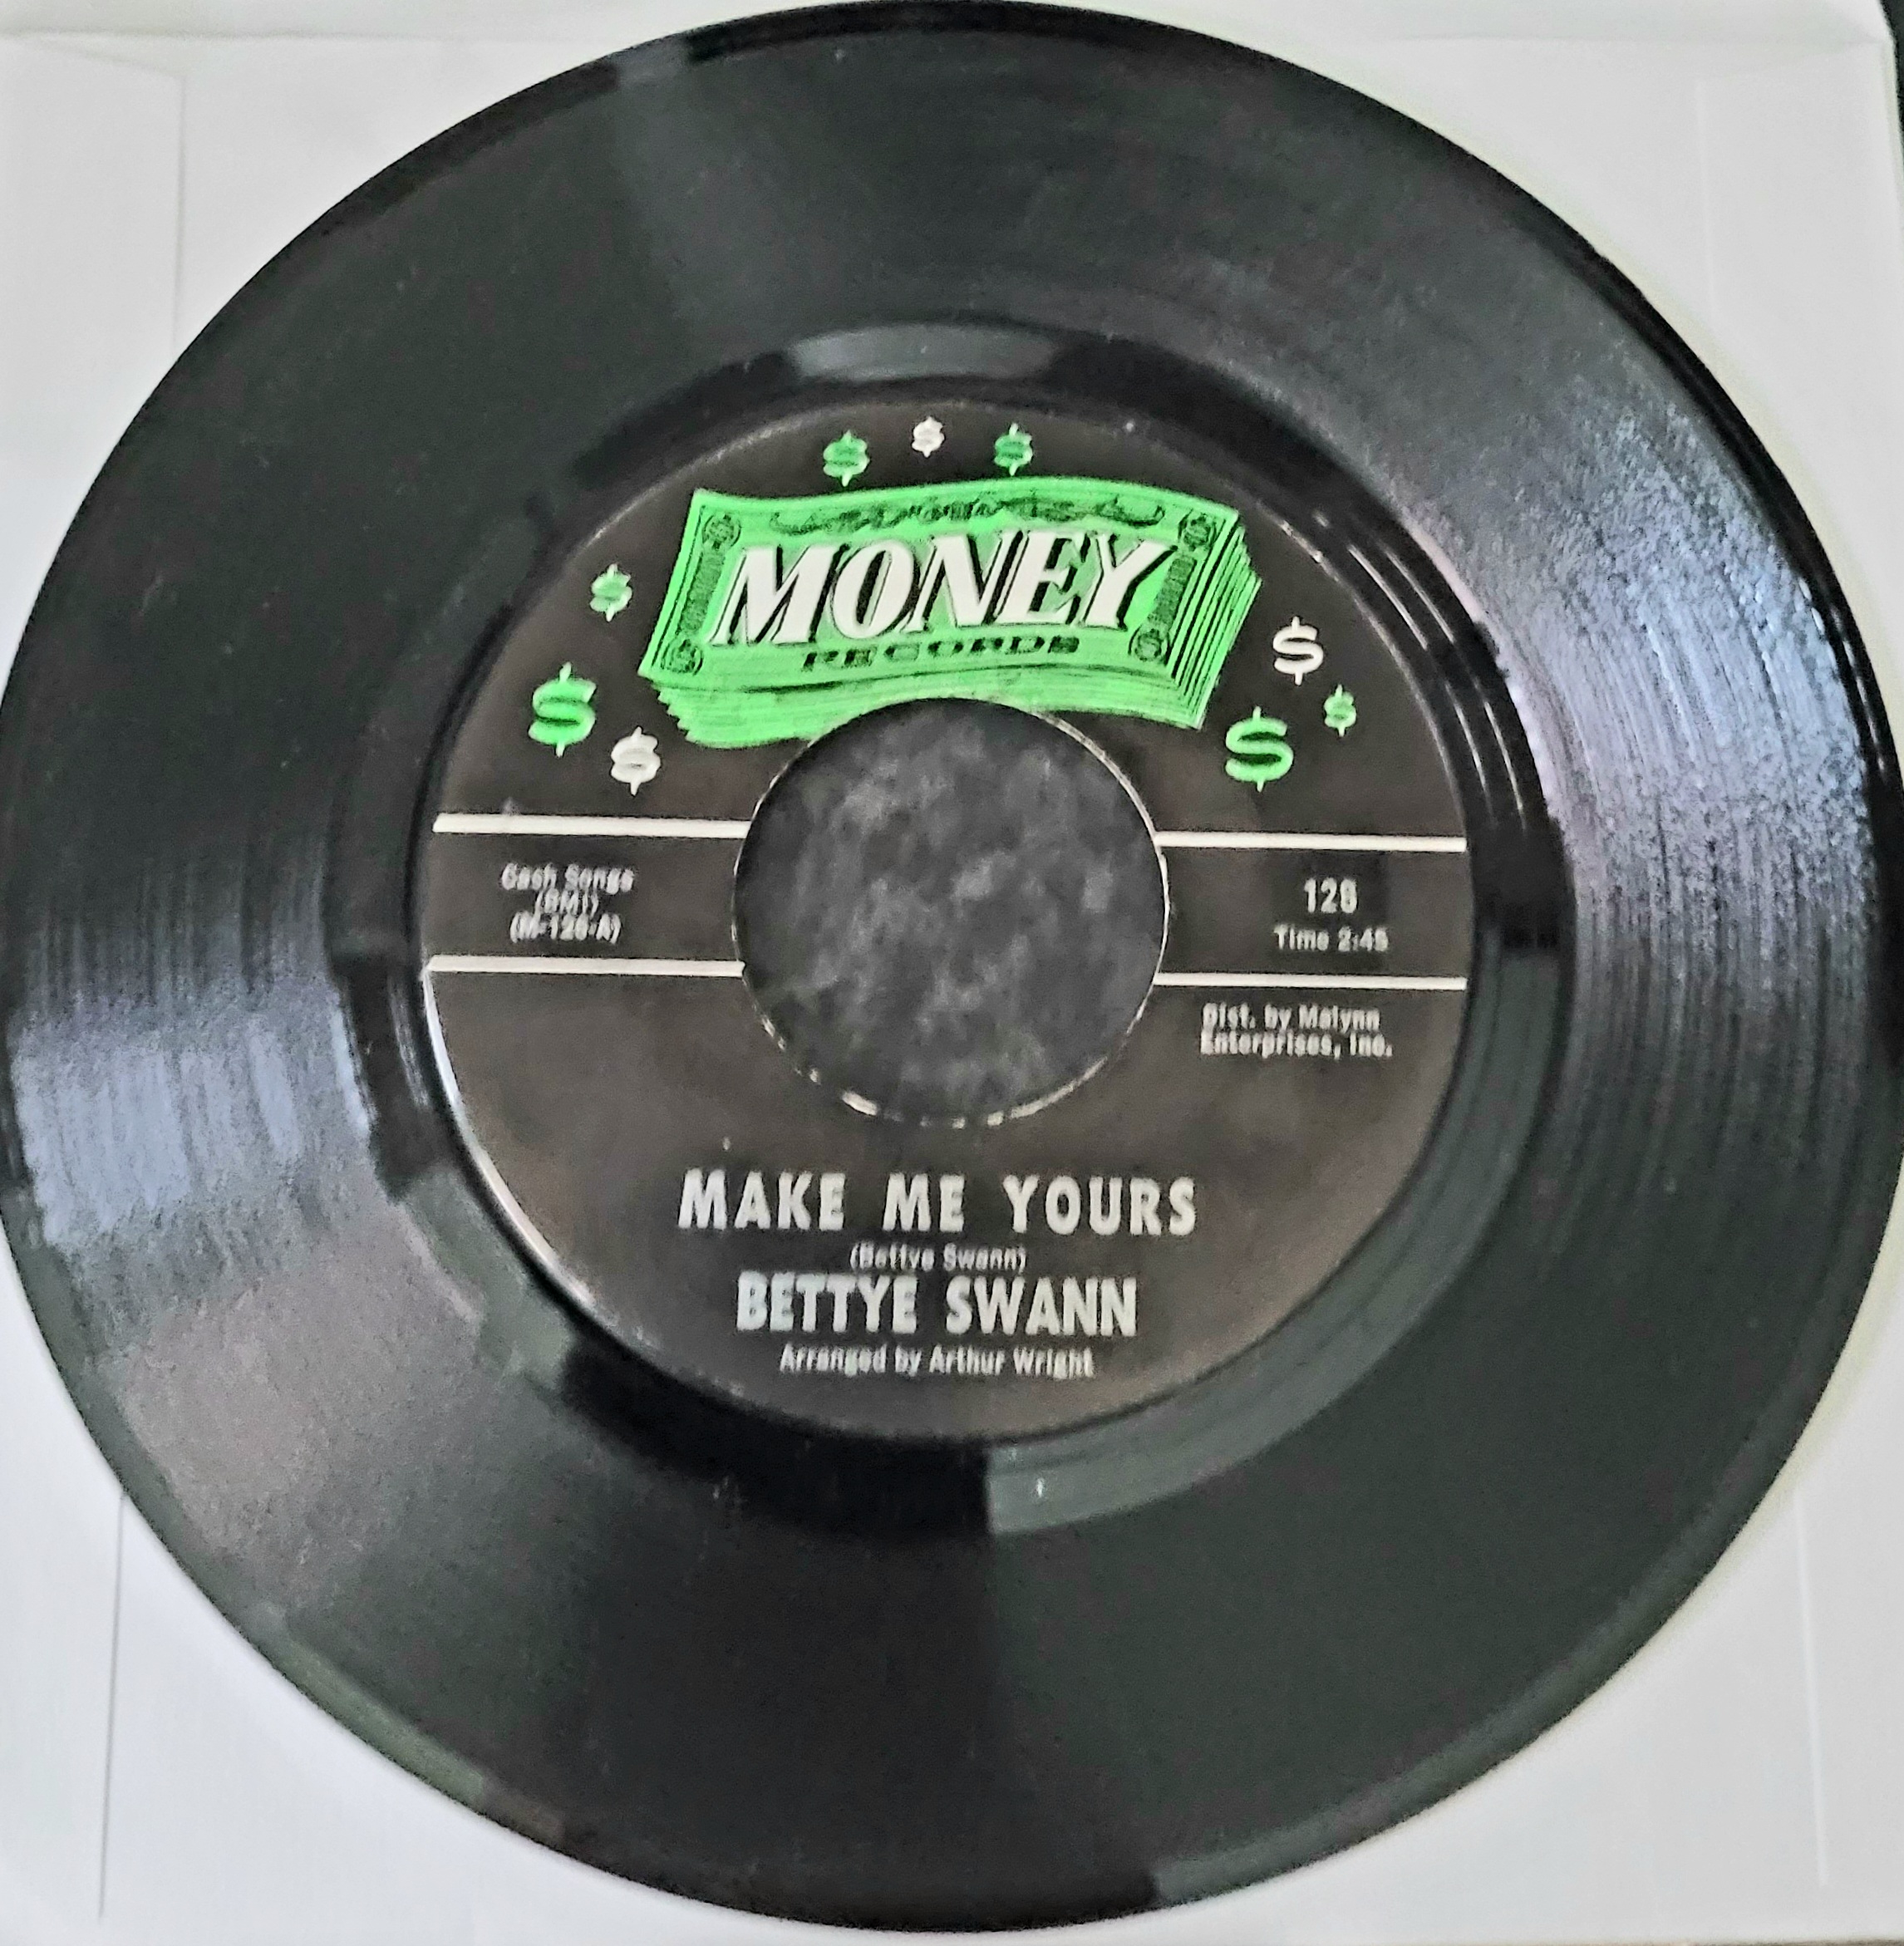 MONEY
RECORDS
Cash Songs
(BMI)
(M-126-A)
126
Time 2:45
Dist. by Malynn
Enterprises, Inc.
MAKE ME YOURS
(Bettye Swann)
BETTYE SWANN
Arranged by Arthur Wright